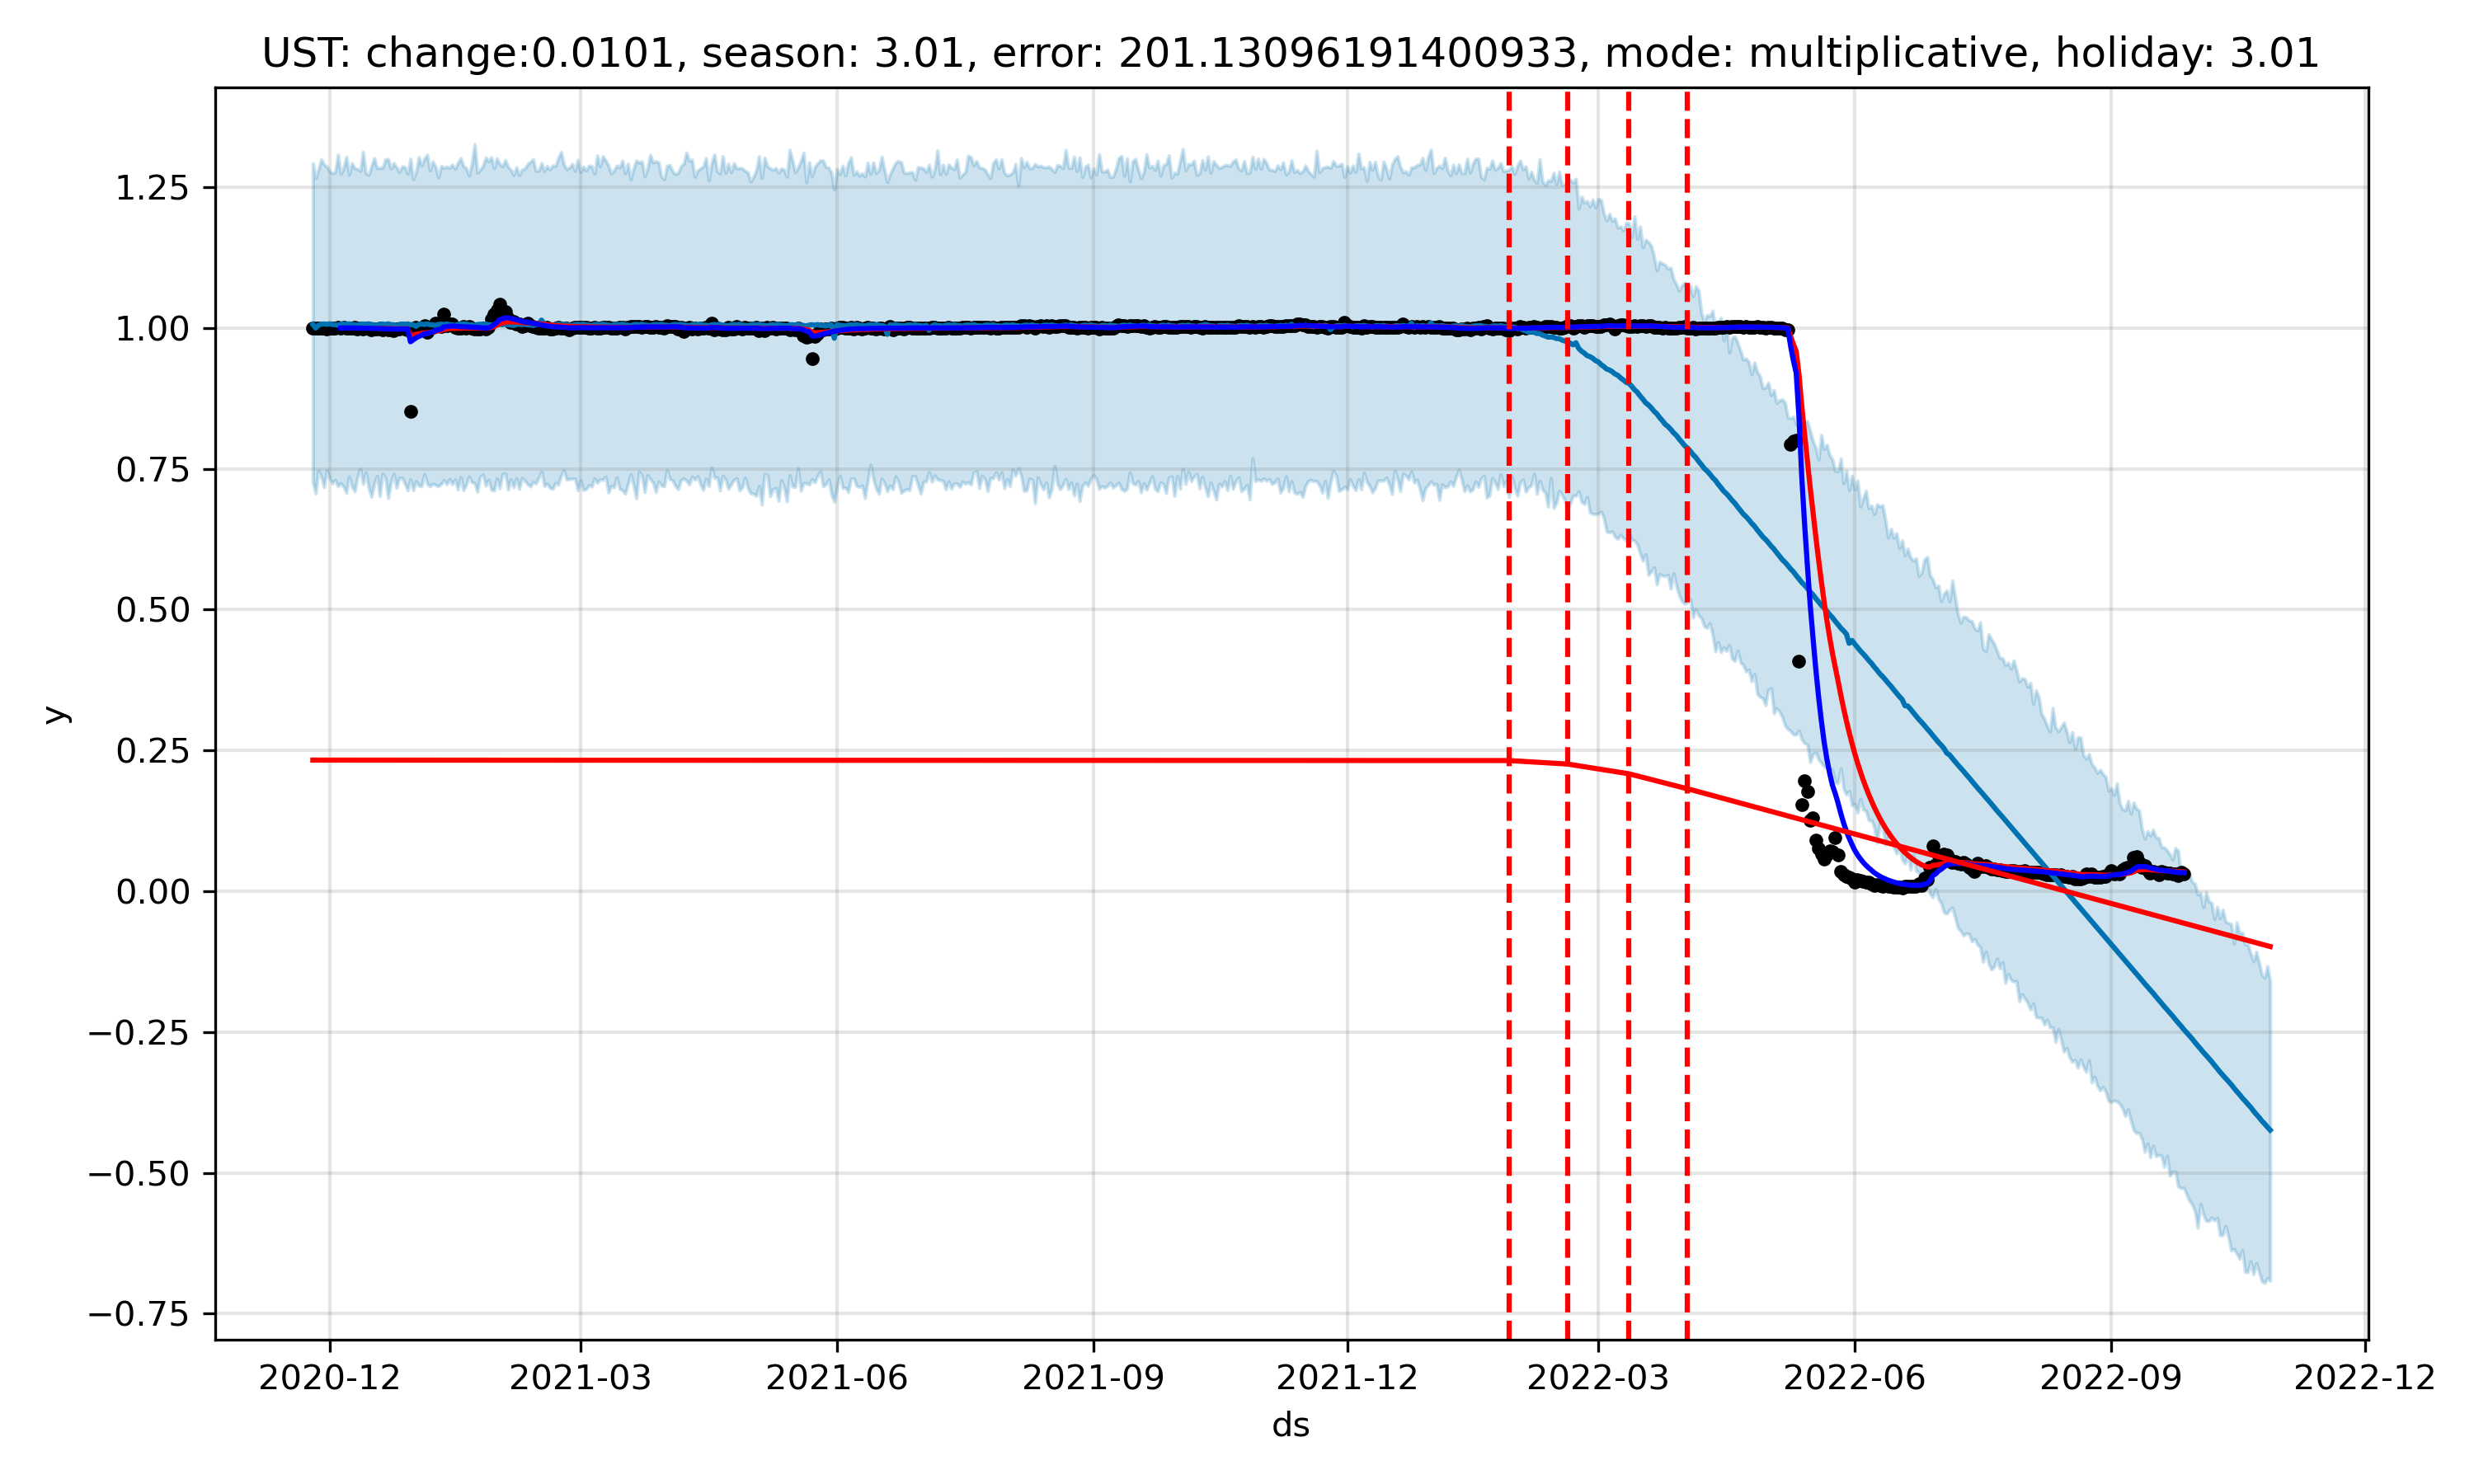 UST: change:0.0101, season: 3.01, error: 201.13096191400933, mode: multiplicative, holiday: 3.01
1.25
1.00
0.75
0.50
0.25
0.00
−0.25
−0.50
−0.75
y
2020-12 2021-03 2021-06 2021-09 2021-12 2022-03 2022-06 2022-09 2022-12
ds